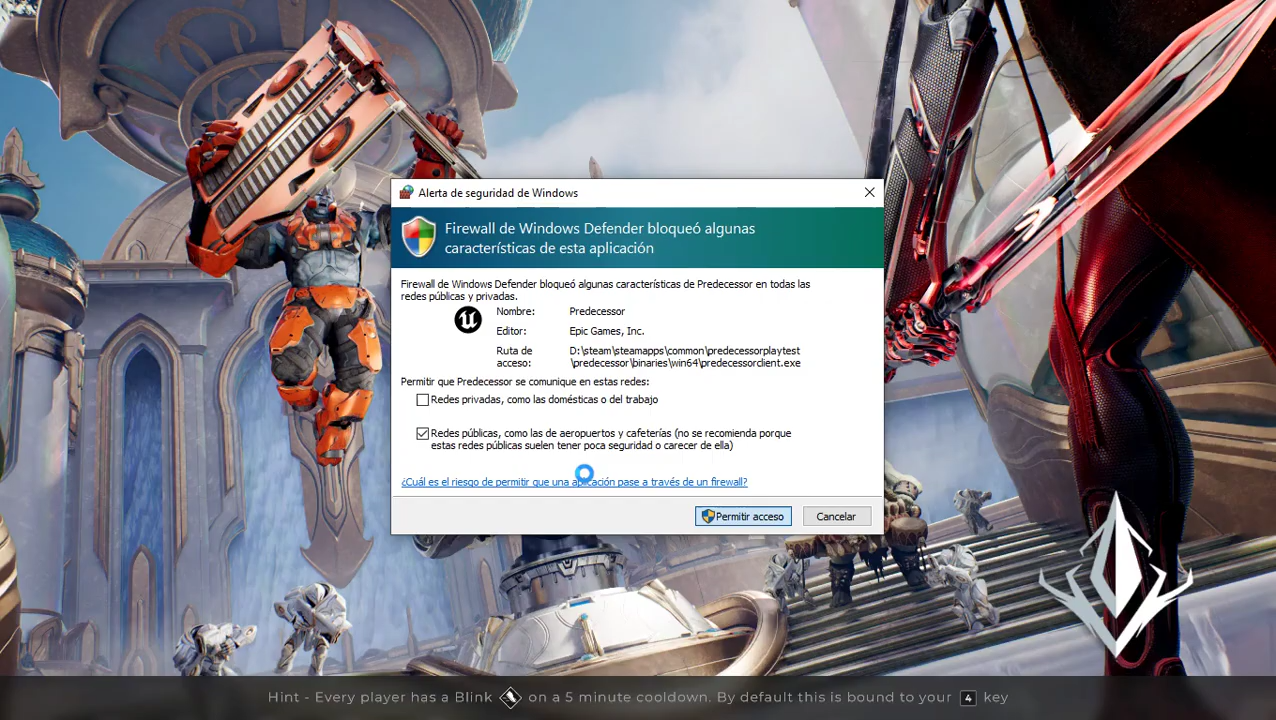 Alerta de seguridad de Windows
Firewall de Windows Defender bloqueó algunas
características de esta aplicación
Firewall de Windows Defender bloqueó algunas características de Predecessor en todas las
redes públicas y privadas.
Nombre: Predecessor
Editor: Epic Games, Inc.
Ruta de D:\steam\steamapps\common\predecessorplaytest
acceso: \predecessor\binaries\win64\predecessorclient.exe
Permitir que Predecessor se comunique en estas redes:
Redes privadas, como las domésticas o del trabajo
Redes públicas, como las de aeropuertos y cafeterías (no se recomienda porque
estas redes públicas suelen tener poca seguridad o carecer de ella)
¿Cuál es el riesgo de permitir que una aplicación pase a través de un firewall?
Permitir acceso Cancelar
Hint - Every player has a Blink on a 5 minute cooldown. By default this is bound to your 4 key